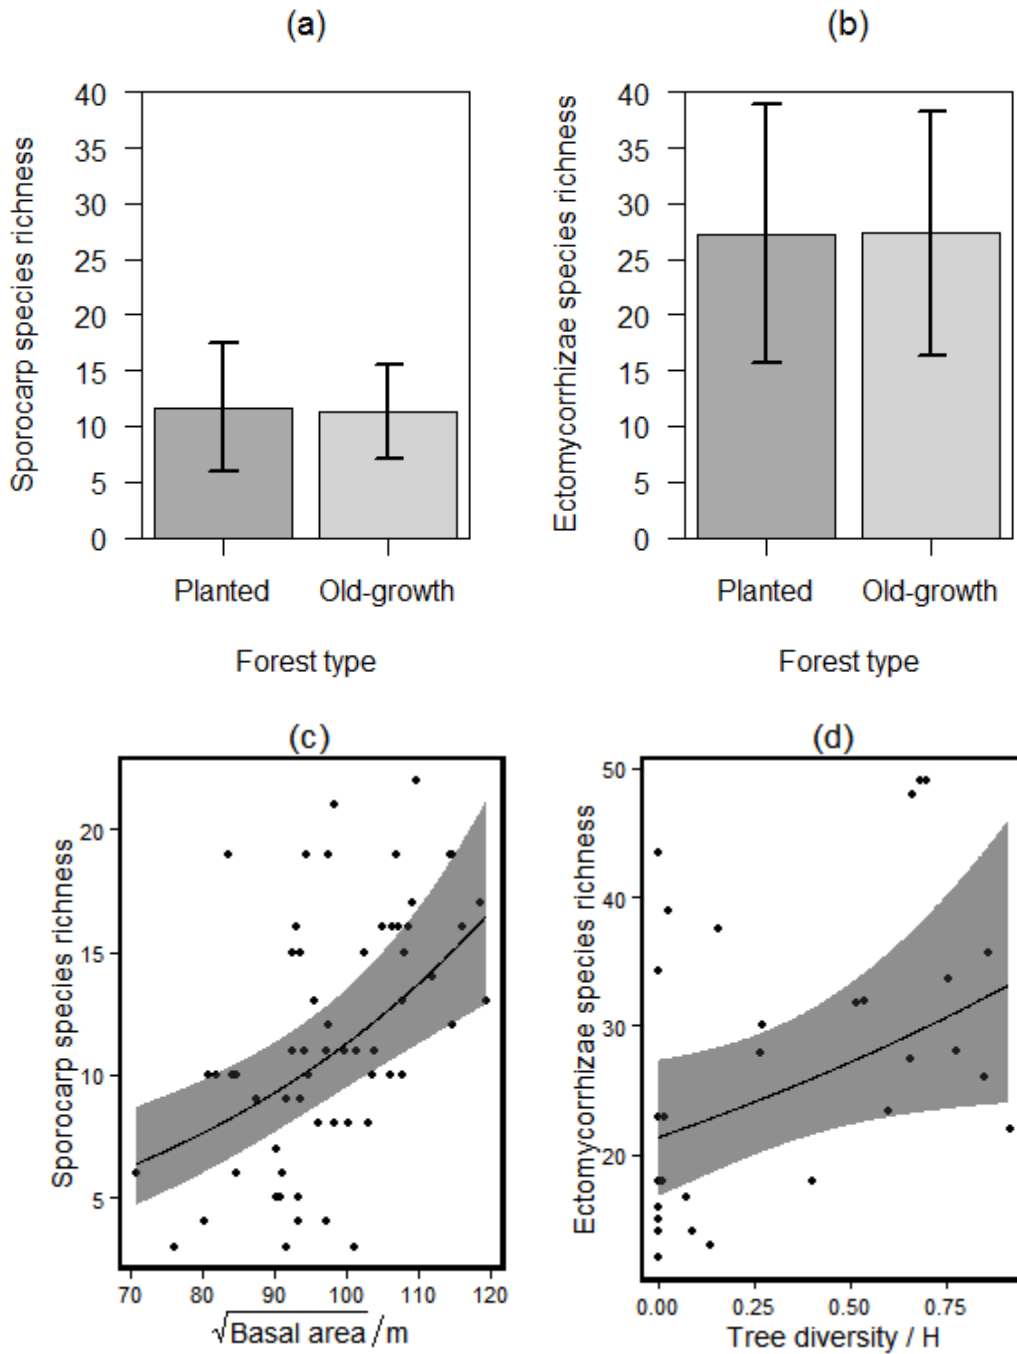 (a)
Sporocarp species richness
40
35
30
25
20
15
10
5
0
Planted
Old-growth
Forest type
(b)
Ectomycorrhizae species richness
40
35
30
25
20
15
10
5
0
Planted
Old-growth
Forest type
(c)
Sporocarp species richness
20
15
10
5
70 80 90 100 110 120
√Basal area / m
(d)
Ectomycorrhizae species richness
50
40
30
20
0.00 0.25 0.50 0.75
Tree diversity / H